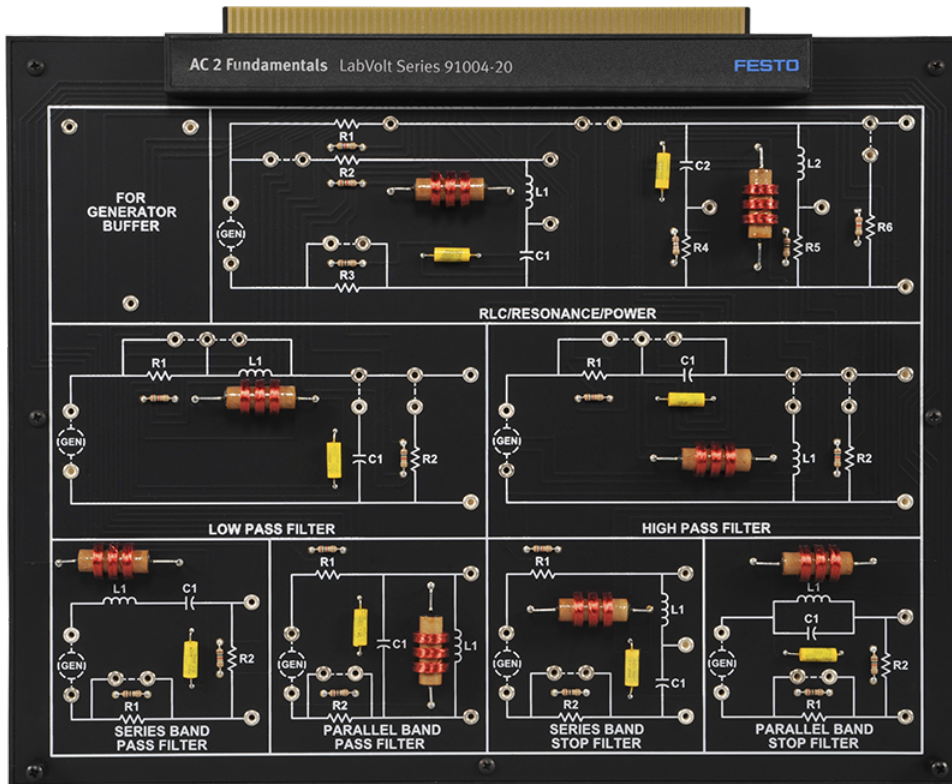 AC 2 Fundamentals LabVolt Series 91004-20
FESTO
FOR
GENERATOR
BUFFER
R1
R2
L1
C2
L2
GEN
R4
R5
R6
C1
R3
RLC/RESONANCE/POWER
R1
L1
GEN
C1
R2
LOW PASS FILTER
R1
C1
GEN
L1
R2
HIGH PASS FILTER
L1
C1
GEN
R2
R1
SERIES BAND
PASS FILTER
R1
C1
L1
GEN
R2
PARALLEL BAND
PASS FILTER
R1
L1
GEN
C1
R2
SERIES BAND
STOP FILTER
L1
C1
GEN
R2
R1
PARALLEL BAND
STOP FILTER